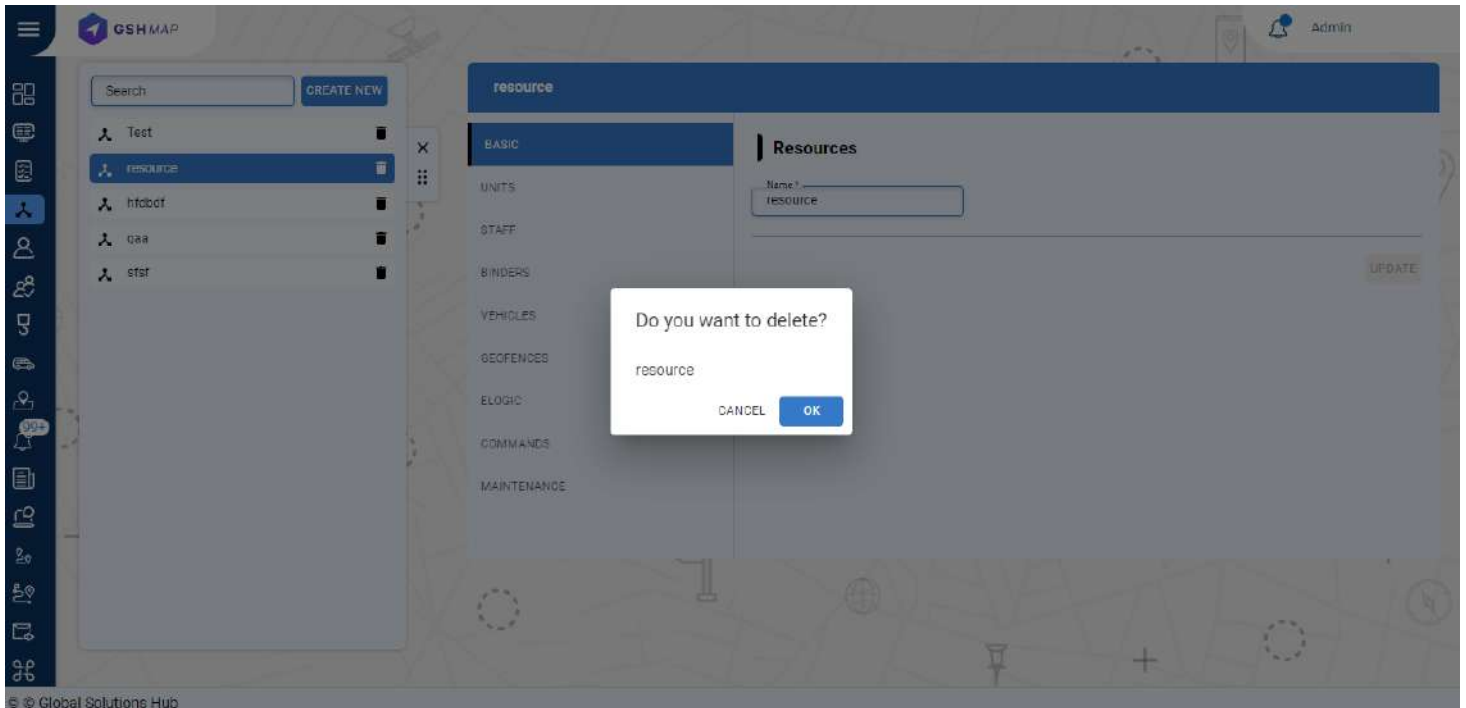 GSHMAP
Admin
Search
CREATE NEW
Test
resource
hfdbdf
qaa
sfsf
resource
BASIC
UNITS
STAFF
BINDERS
VEHICLES
GEOFENCES
ELOGIC
COMMANDS
MAINTENANCE
Resources
Name *
resource
UPDATE
Do you want to delete?
resource
CANCEL
OK
99+
© © Global Solutions Hub